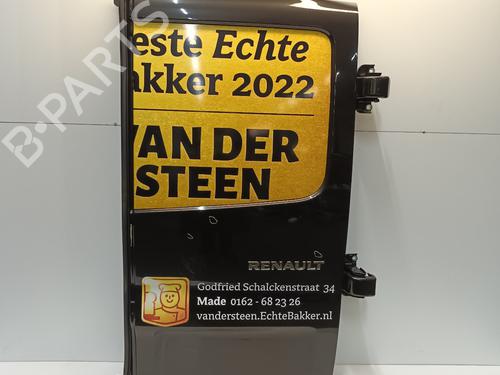 este Echte
akker 2022
VAN DER
STEEN
RENAULT
Godfried Schalckenstraat 34
Made 0162 - 68 23 26
vandersteen.EchteBakker.nl
B-PARTS